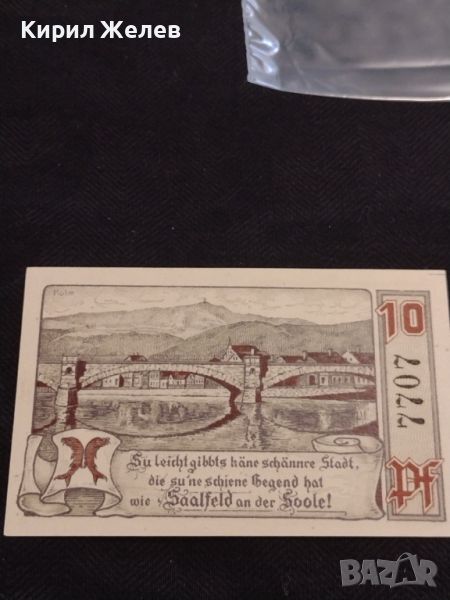 Кирил Желев
10
7707
Pf
Su leicht gibbts käne schännre Stadt,
die su'ne schiene Gegend hat
wie Saalfeld an der Soole!
BAZAR